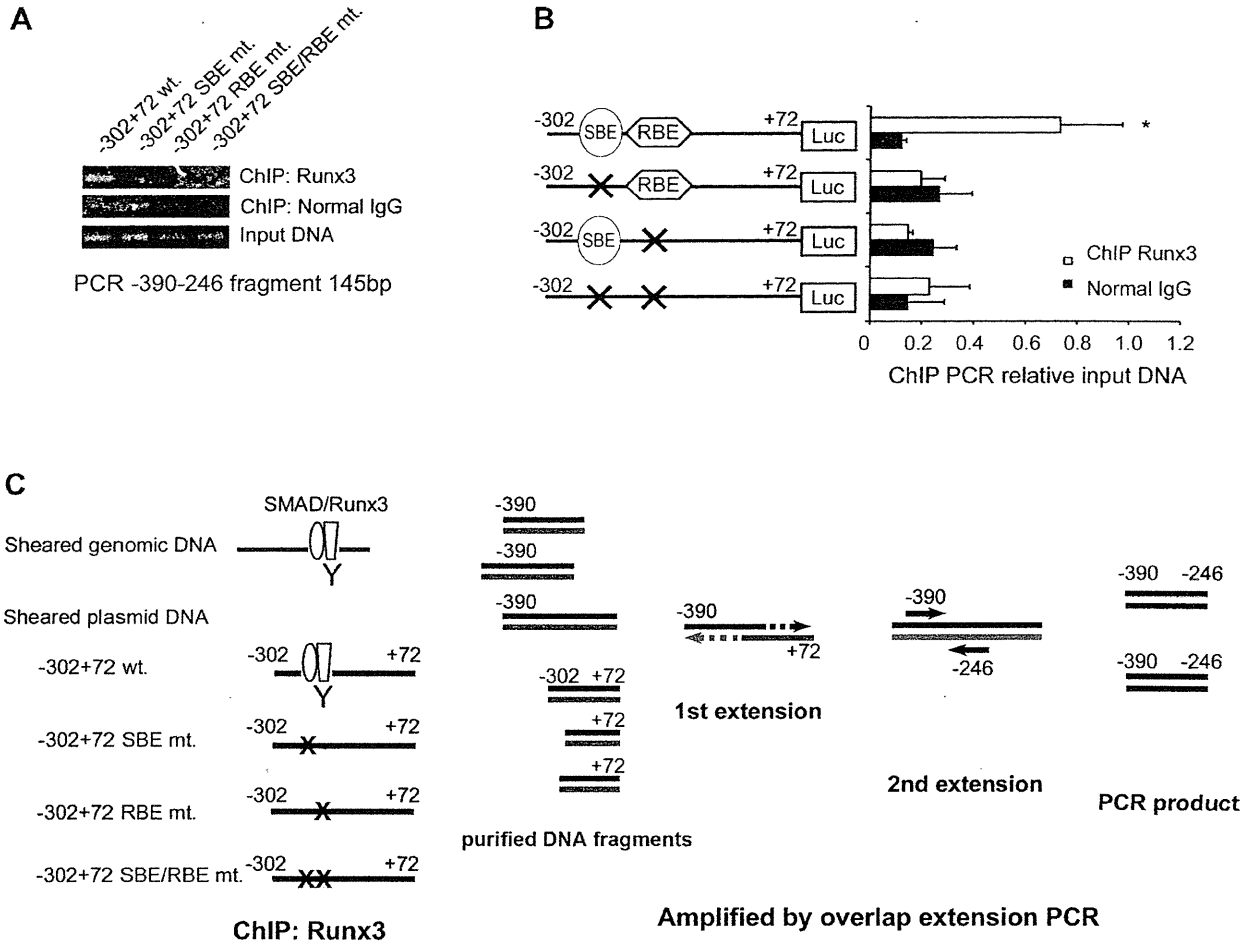 A
-302+72 wt.
-302+72 SBE mt.
-302+72 RBE mt.
-302+72 SBE/RBE mt.
ChIP: Runx3
ChIP: Normal IgG
Input DNA
PCR -390-246 fragment 145bp
B
-302 SBE RBE +72 Luc
-302 RBE +72 Luc
-302 SBE +72 Luc
-302 +72 Luc
*
ChIP Runx3
Normal IgG
0 0.2 0.4 0.6 0.8 1.0 1.2
ChIP PCR relative input DNA
C
SMAD/Runx3
Sheared genomic DNA
Y
Sheared plasmid DNA
-302+72 wt.
-302 +72
Y
-302+72 SBE mt.
-302 +72
-302+72 RBE mt.
-302 +72
-302+72 SBE/RBE mt.
-302 +72
ChIP: Runx3
-390
-390
-390
-302 +72
+72
+72
purified DNA fragments
-390
+72
1st extension
-390
-246
2nd extension
-390 -246
-390 -246
PCR product
Amplified by overlap extension PCR